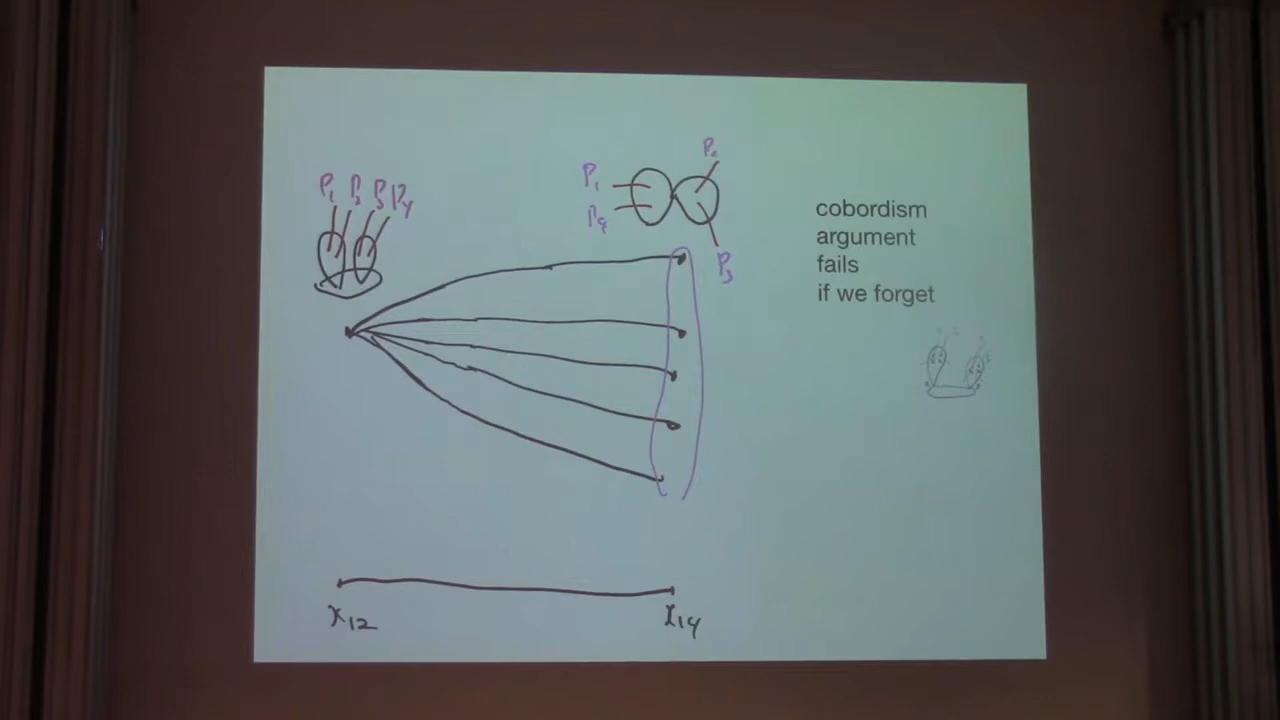 P₁ P₂ P₃ P₄
P₁
P₂
P₄
P₃
cobordism
argument
fails
if we forget
x₁₂
x₁₄